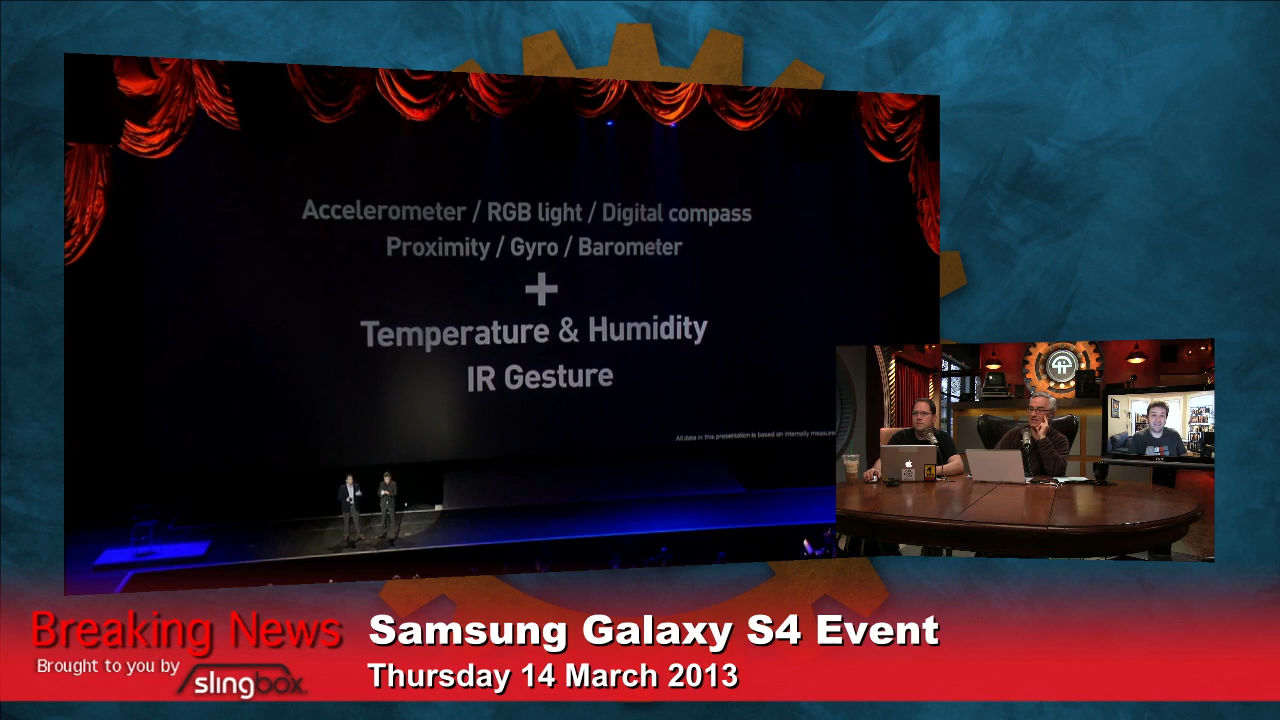 Accelerometer / RGB light / Digital compass
Proximity / Gyro / Barometer
+
Temperature & Humidity
IR Gesture
All data in this presentation is based on internally measure
Breaking News
Brought to you by
slingbox
Samsung Galaxy S4 Event
Thursday 14 March 2013